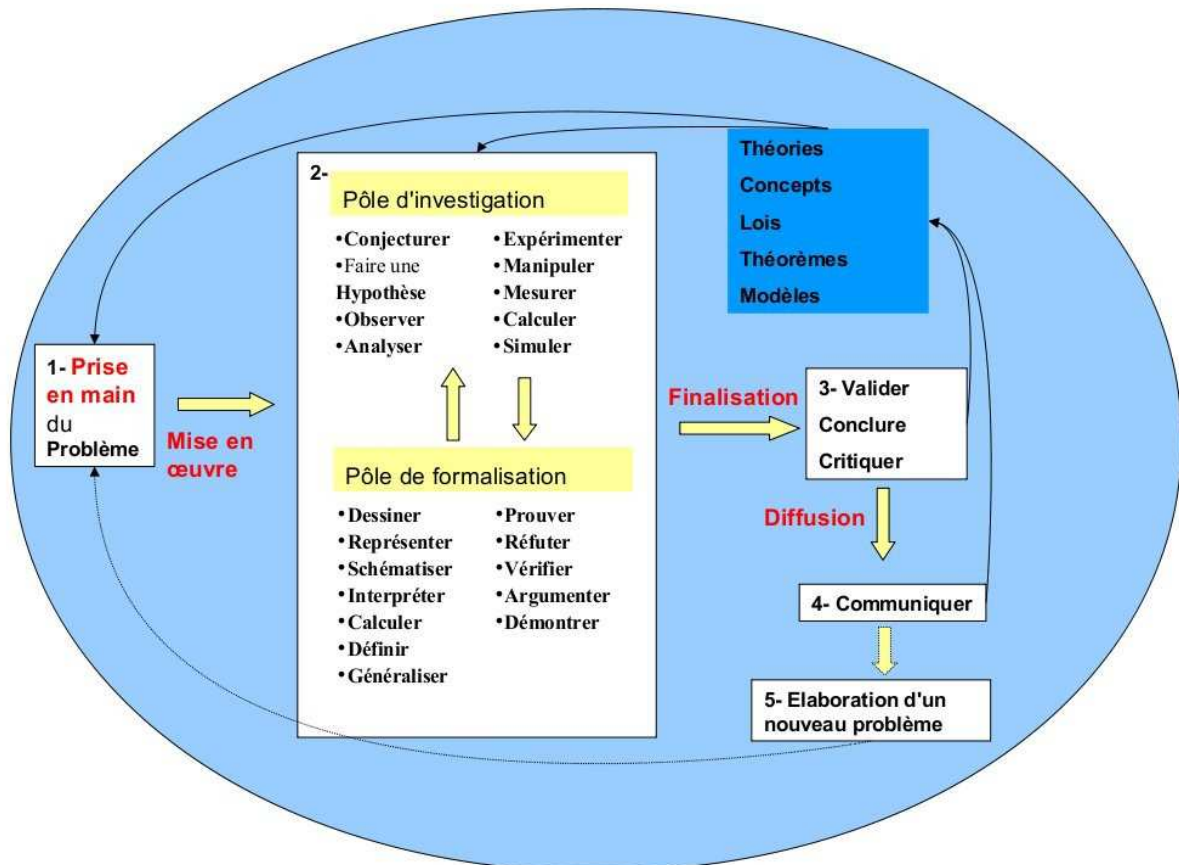 Théories
Concepts
Lois
Théorèmes
Modèles
1- Prise
en main
du
Problème
Mise en
œuvre
2-
Pôle d'investigation
•Conjecturer
•Faire une
Hypothèse
•Observer
•Analyser
•Expérimenter
•Manipuler
•Mesurer
•Calculer
•Simuler
Pôle de formalisation
•Dessiner
•Représenter
•Schématiser
•Interpréter
•Calculer
•Définir
•Généraliser
•Prouver
•Réfuter
•Vérifier
•Argumenter
•Démontrer
Finalisation
3- Valider
Conclure
Critiquer
Diffusion
4- Communiquer
5- Elaboration d'un
nouveau problème